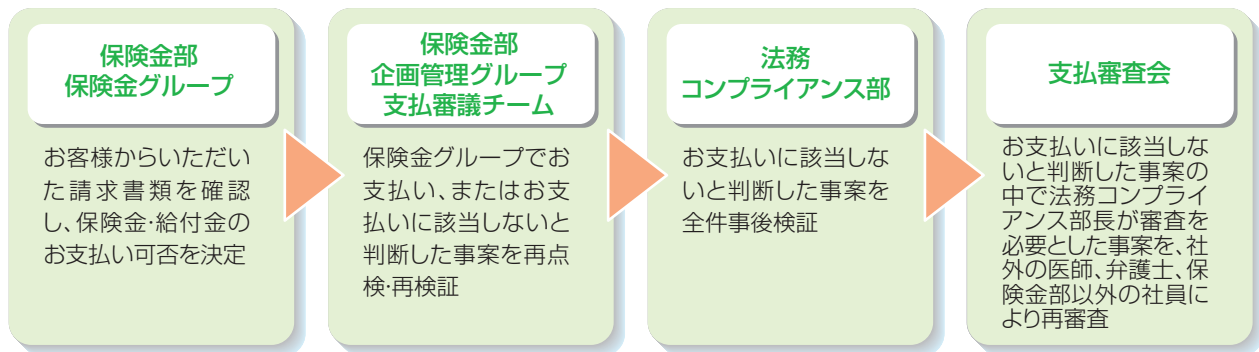 保険金部
保険金グループ
お客様からいただい
た請求書類を確認
し、保険金・給付金の
お支払い可否を決定
保険金部
企画管理グループ
支払審議チーム
保険金グループでお
支払い、またはお支
払いに該当しないと
判断した事案を再点
検・再検証
法務
コンプライアンス部
お支払いに該当しな
いと判断した事案を
全件事後検証
支払審査会
お支払いに該当しな
いと判断した事案の
中で法務コンプライ
アンス部長が審査を
必要とした事案を、社
外の医師、弁護士、保
険金部以外の社員に
より再審査